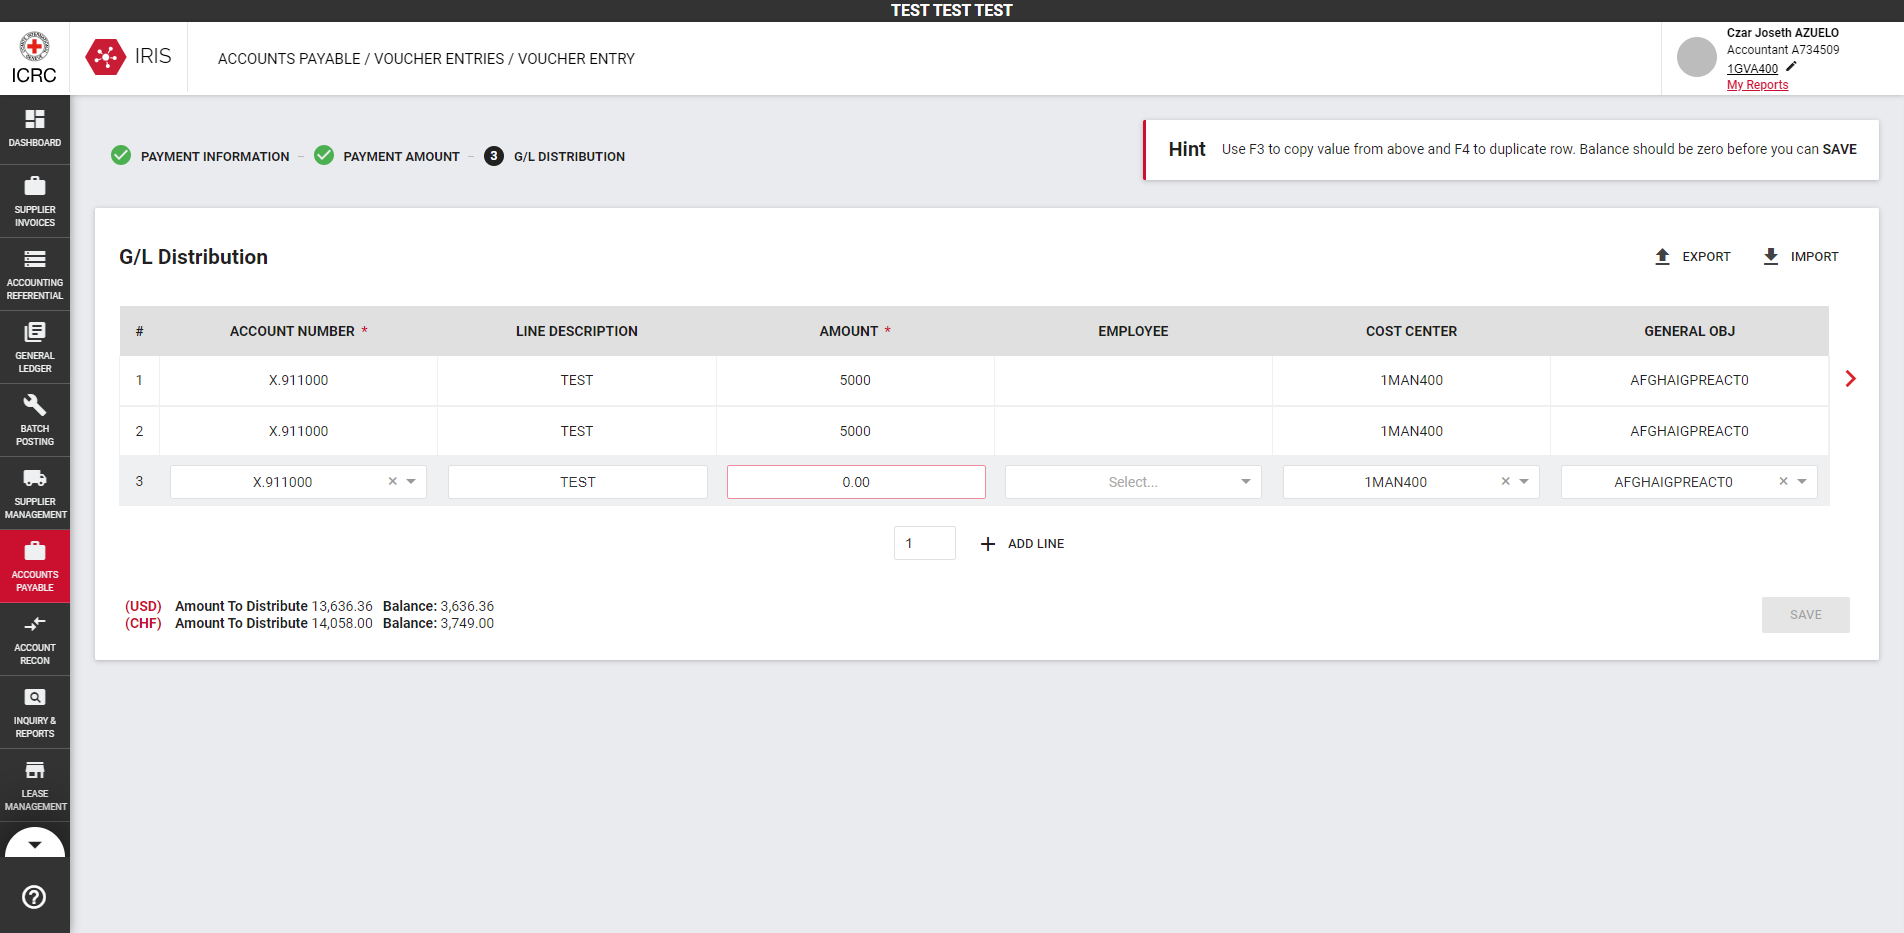 TEST TEST TEST
ICRC
IRIS
ACCOUNTS PAYABLE / VOUCHER ENTRIES / VOUCHER ENTRY
Czar Joseth AZUELO
Accountant A734509
1GVA400
My Reports
DASHBOARD
SUPPLIER
INVOICES
ACCOUNTING
REFERENTIAL
GENERAL
LEDGER
BATCH
POSTING
SUPPLIER
MANAGEMENT
ACCOUNTS
PAYABLE
ACCOUNT
RECON
INQUIRY &
REPORTS
LEASE
MANAGEMENT
PAYMENT INFORMATION – PAYMENT AMOUNT – 3 G/L DISTRIBUTION
Hint Use F3 to copy value from above and F4 to duplicate row. Balance should be zero before you can SAVE
G/L Distribution
EXPORT IMPORT
# ACCOUNT NUMBER * LINE DESCRIPTION AMOUNT * EMPLOYEE COST CENTER GENERAL OBJ
1 X.911000 TEST 5000 1MAN400 AFGHAIGPREACT0
2 X.911000 TEST 5000 1MAN400 AFGHAIGPREACT0
3 X.911000 × TEST 0.00 Select... 1MAN400 × AFGHAIGPREACT0 ×
1 + ADD LINE
(USD) Amount To Distribute 13,636.36 Balance: 3,636.36
(CHF) Amount To Distribute 14,058.00 Balance: 3,749.00
SAVE